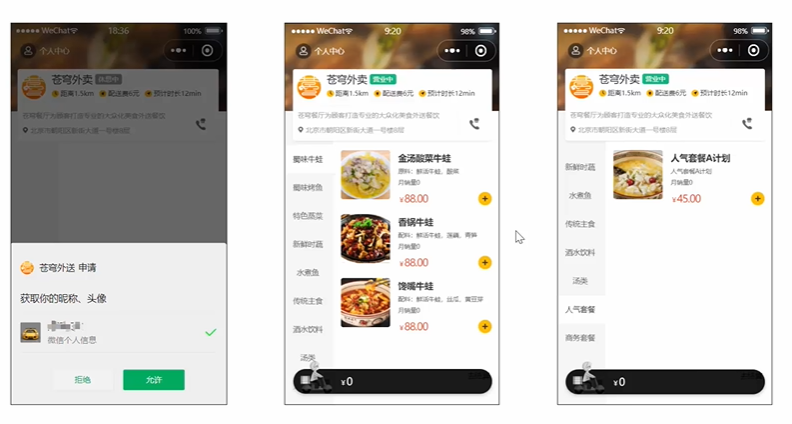 WeChat 18:36 100%
个人中心
苍穹外卖 休息中
距离1.5km 配送费6元 预计时长12min
苍穹餐厅为顾客打造专业的大众化美食外送餐饮
北京市朝阳区新街大道一号楼8层
苍穹外送 申请
获取你的昵称、头像
微信个人信息
拒绝 允许
WeChat 9:20 98%
个人中心
苍穹外卖 营业中
距离1.5km 配送费6元 预计时长12min
苍穹餐厅为顾客打造专业的大众化美食外送餐饮
北京市朝阳区新街大道一号楼8层
蜀味牛蛙
蜀味烤鱼
特色蒸菜
新鲜时蔬
水煮鱼
传统主食
酒水饮料
汤类
金汤酸菜牛蛙
原料：鲜活牛蛙，酸菜
月销量0
¥88.00
香锅牛蛙
配料：鲜活牛蛙，莲藕，青笋
月销量0
¥88.00
馋嘴牛蛙
配料：鲜活牛蛙，丝瓜，黄豆芽
月销量0
¥88.00
¥0
WeChat 9:20 98%
个人中心
苍穹外卖 营业中
距离1.5km 配送费6元 预计时长12min
苍穹餐厅为顾客打造专业的大众化美食外送餐饮
北京市朝阳区新街大道一号楼8层
新鲜时蔬
水煮鱼
传统主食
酒水饮料
汤类
人气套餐
商务套餐
人气套餐A计划
人气套餐A计划
月销量0
¥45.00
¥0